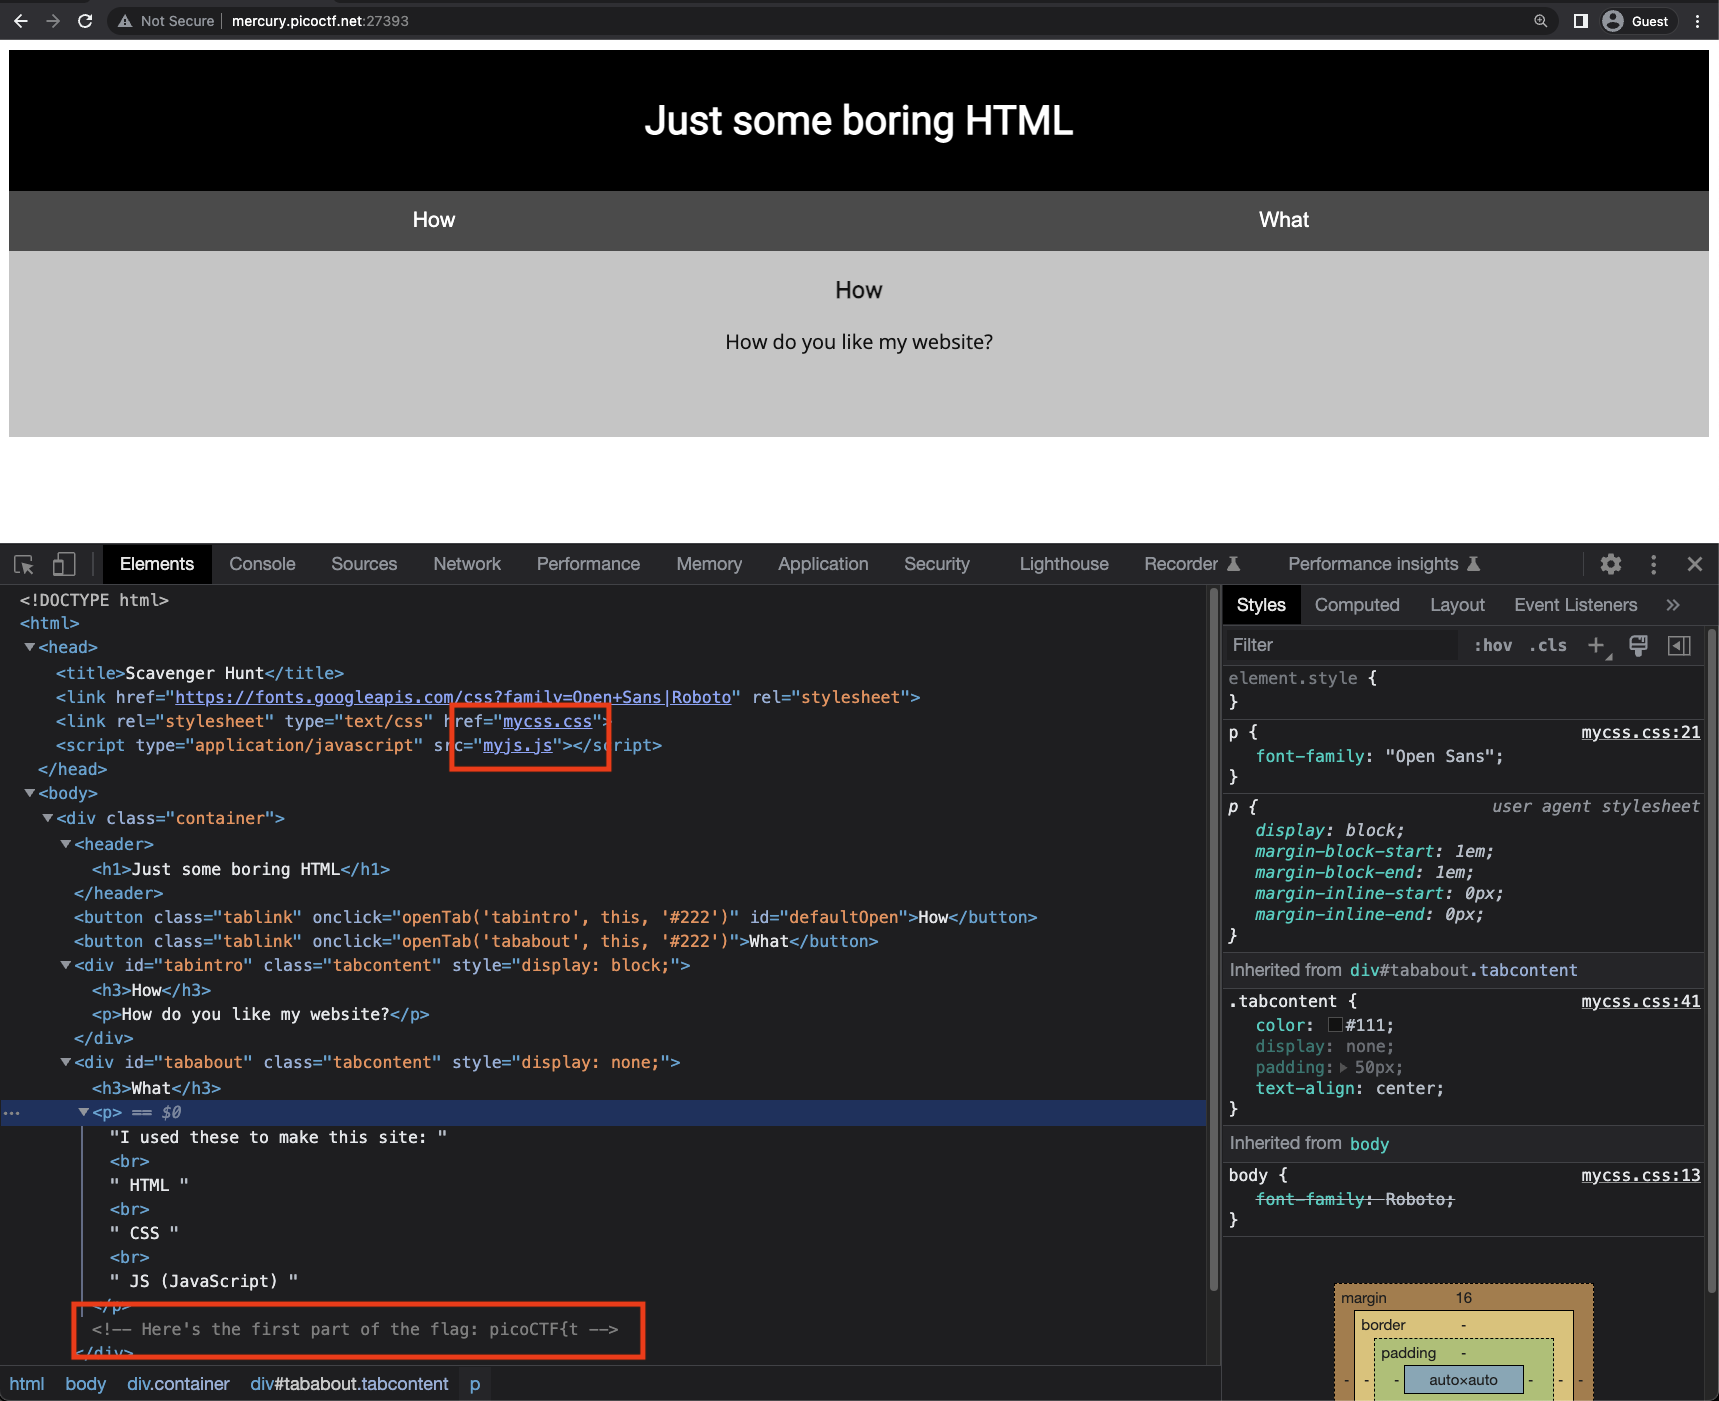 Not Secure mercury.picoctf.net:27393 Guest
Just some boring HTML
How What
How
How do you like my website?
Elements Console Sources Network Performance Memory Application Security Lighthouse Recorder Performance insights
<!DOCTYPE html>
<html>
<head>
<title>Scavenger Hunt</title>
<link href="https://fonts.googleapis.com/css?family=Open+Sans|Roboto" rel="stylesheet">
<link rel="stylesheet" type="text/css" href="mycss.css">
<script type="application/javascript" src="myjs.js"></script>
</head>
<body>
<div class="container">
<header>
<h1>Just some boring HTML</h1>
</header>
<button class="tablink" onclick="openTab('tabintro', this, '#222')" id="defaultOpen">How</button>
<button class="tablink" onclick="openTab('tababout', this, '#222')">What</button>
<div id="tabintro" class="tabcontent" style="display: block;">
<h3>How</h3>
<p>How do you like my website?</p>
</div>
<div id="tababout" class="tabcontent" style="display: none;">
<h3>What</h3>
... <p> == $0
"I used these to make this site: "
<br>
" HTML "
<br>
" CSS "
<br>
" JS (JavaScript) "
</p>
<!-- Here's the first part of the flag: picoCTF{t -->
</div>
html body div.container div#tababout.tabcontent p
Styles Computed Layout Event Listeners »
Filter :hov .cls +
element.style {
}
p { mycss.css:21
font-family: "Open Sans";
}
p { user agent stylesheet
display: block;
margin-block-start: 1em;
margin-block-end: 1em;
margin-inline-start: 0px;
margin-inline-end: 0px;
}
Inherited from div#tababout.tabcontent
.tabcontent { mycss.css:41
color: #111;
display: none;
padding: 50px;
text-align: center;
}
Inherited from body
body { mycss.css:13
font-family: Roboto;
}
margin 16
border -
padding -
- - - auto×auto - - -